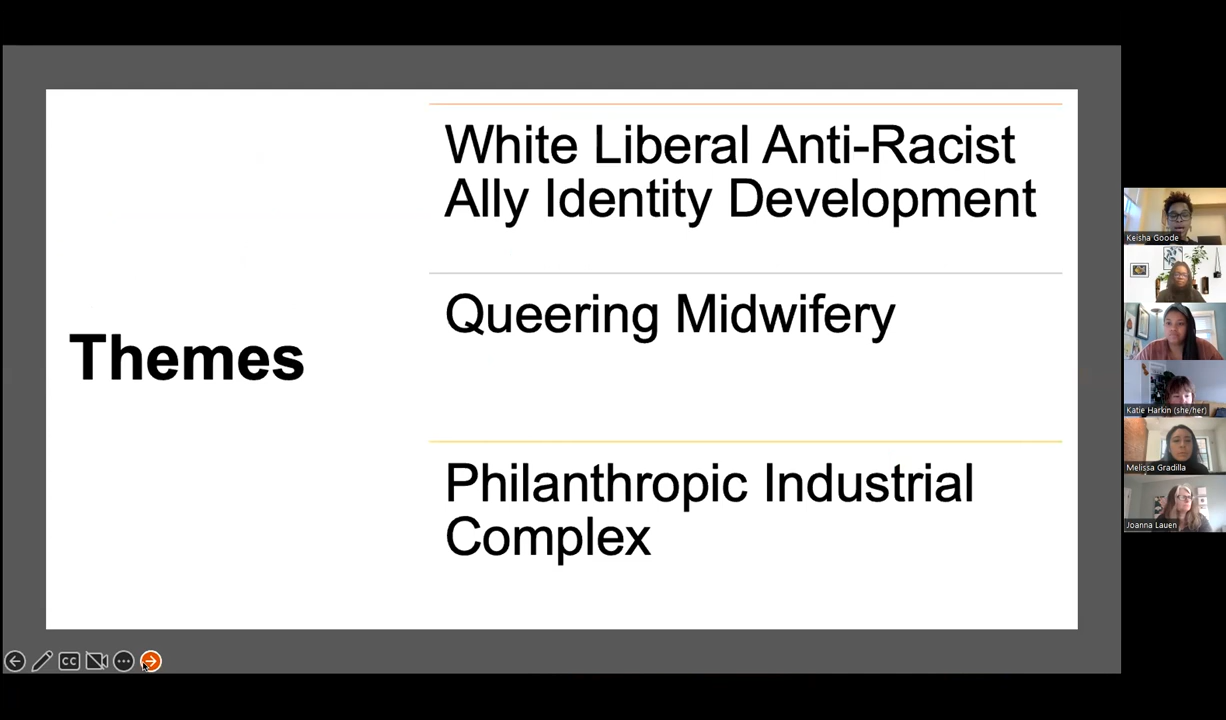 Themes
White Liberal Anti-Racist
Ally Identity Development
Queering Midwifery
Philanthropic Industrial
Complex
Keisha Goode
Katie Harkin (she/her)
Melissa Gradilla
Joanna Lauen
CC